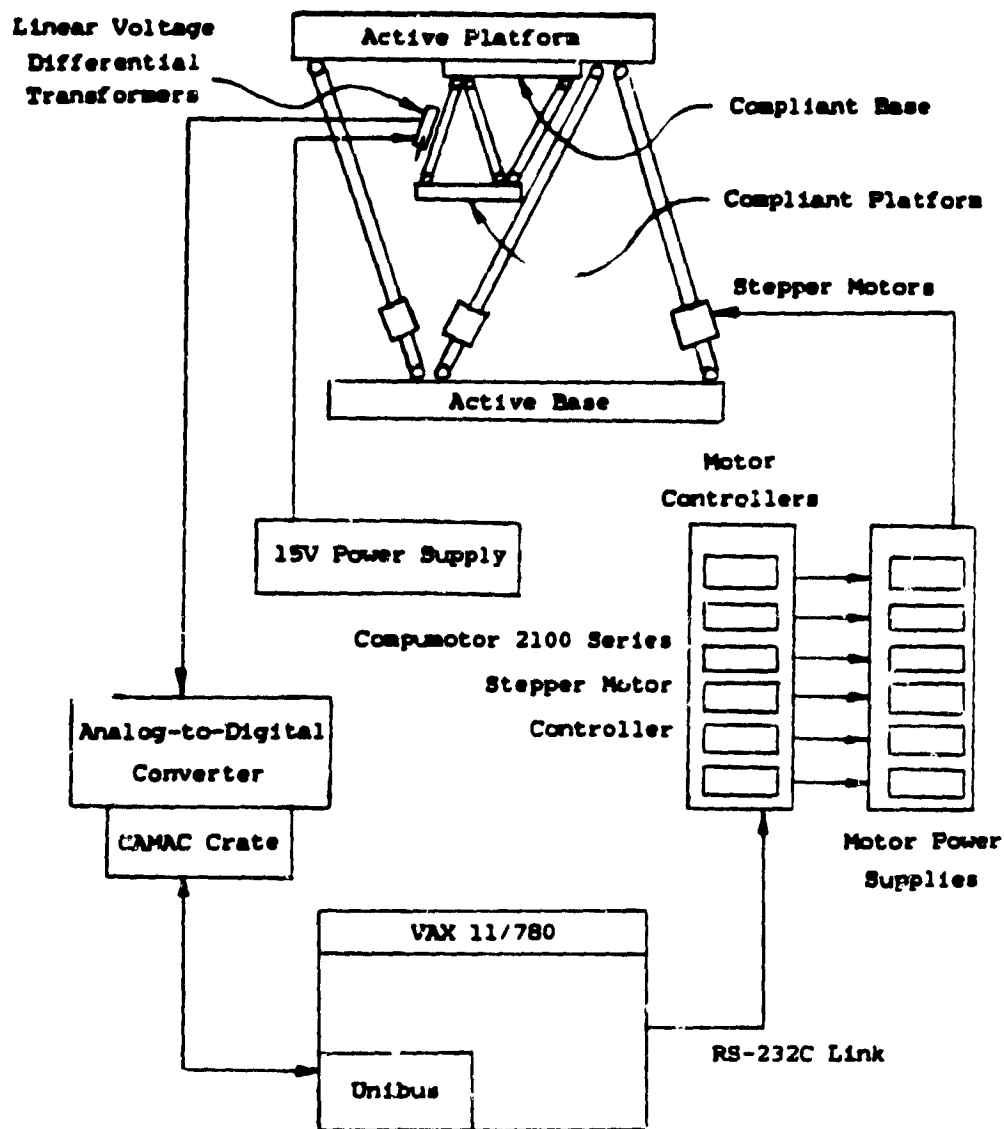 Linear Voltage
Differential
Transformers
Active Platform
Compliant Base
Compliant Platform
Stepper Motors
Active Base
Motor
Controllers
15V Power Supply
Compumotor 2100 Series
Stepper Motor
Controller
Analog-to-Digital
Converter
CAMAC Crate
Motor Power
Supplies
VAX 11/780
RS-232C Link
Unibus